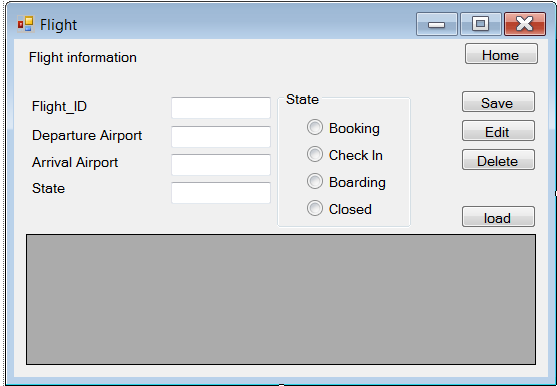 Flight
Flight information
Home
Flight_ID
Departure Airport
Arrival Airport
State
State
Booking
Check In
Boarding
Closed
Save
Edit
Delete
load